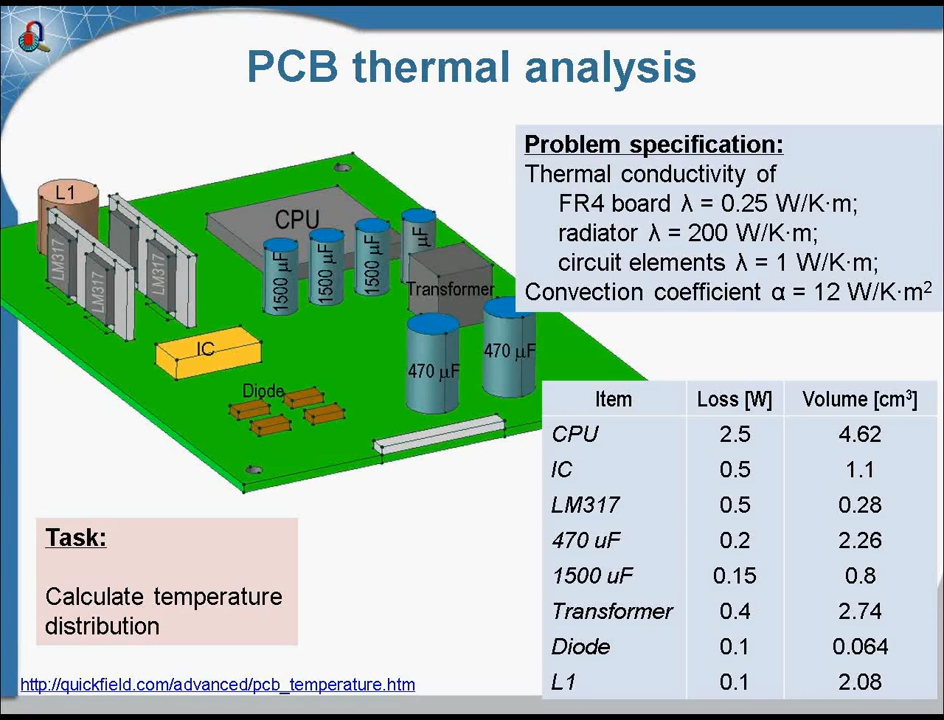 PCB thermal analysis
Problem specification:
Thermal conductivity of
FR4 board λ = 0.25 W/K·m;
radiator λ = 200 W/K·m;
circuit elements λ = 1 W/K·m;
Convection coefficient α = 12 W/K·m²
L1
CPU
LM317
LM317
LM317
1500 µF
1500 µF
1500 µF
µF
Transformer
470 µF
470 µF
IC
Diode
Item Loss [W] Volume [cm³]
CPU 2.5 4.62
IC 0.5 1.1
LM317 0.5 0.28
470 uF 0.2 2.26
1500 uF 0.15 0.8
Transformer 0.4 2.74
Diode 0.1 0.064
L1 0.1 2.08
Task:
Calculate temperature
distribution
http://quickfield.com/advanced/pcb_temperature.htm